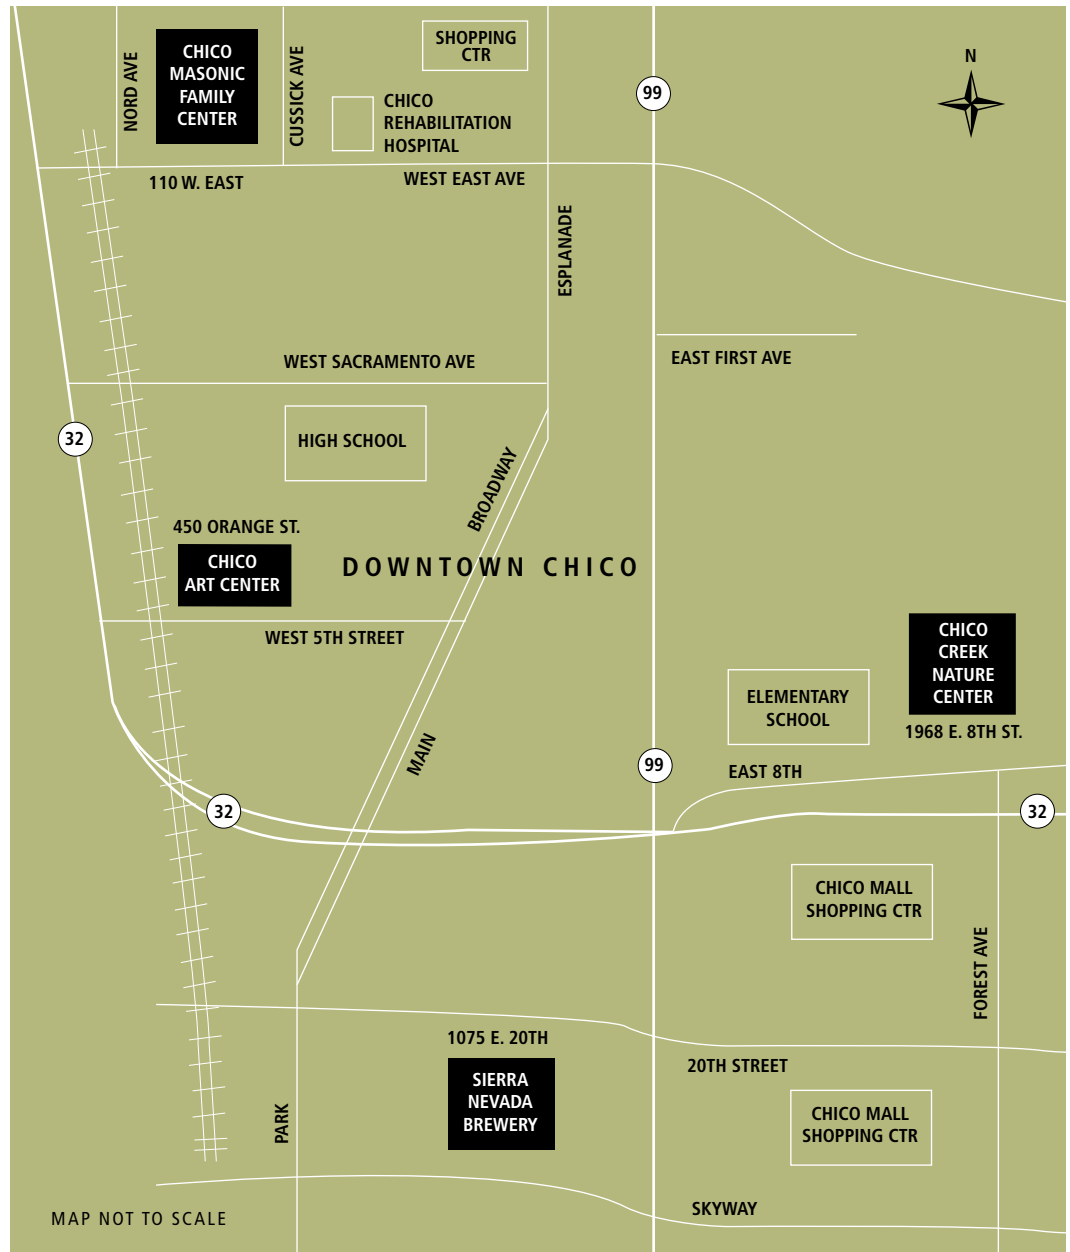 SHOPPING
CTR
NORD AVE
CHICO
MASONIC
FAMILY
CENTER
CUSSICK AVE
CHICO
REHABILITATION
HOSPITAL
99
N
110 W. EAST
WEST EAST AVE
ESPLANADE
WEST SACRAMENTO AVE
EAST FIRST AVE
32
HIGH SCHOOL
BROADWAY
450 ORANGE ST.
CHICO
ART CENTER
DOWNTOWN CHICO
WEST 5TH STREET
CHICO
CREEK
NATURE
CENTER
1968 E. 8TH ST.
ELEMENTARY
SCHOOL
MAIN
99
EAST 8TH
32
32
CHICO MALL
SHOPPING CTR
FOREST AVE
1075 E. 20TH
20TH STREET
SIERRA
NEVADA
BREWERY
PARK
CHICO MALL
SHOPPING CTR
SKYWAY
MAP NOT TO SCALE